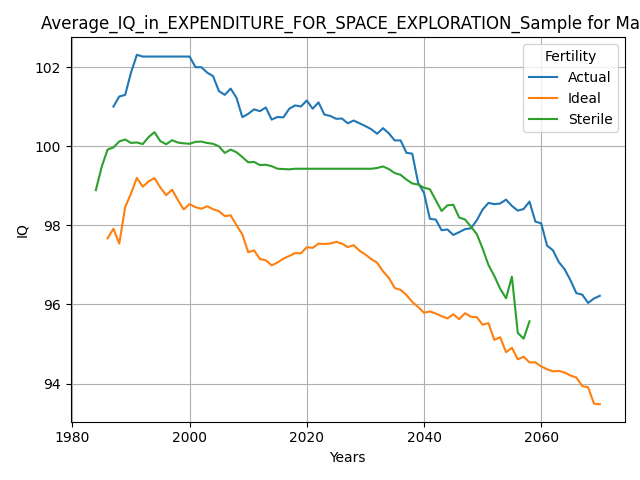 Average_IQ_in_EXPENDITURE_FOR_SPACE_EXPLORATION_Sample for Ma
Fertility
Actual
Ideal
Sterile
IQ
102
100
98
96
94
1980
2000
2020
2040
2060
Years